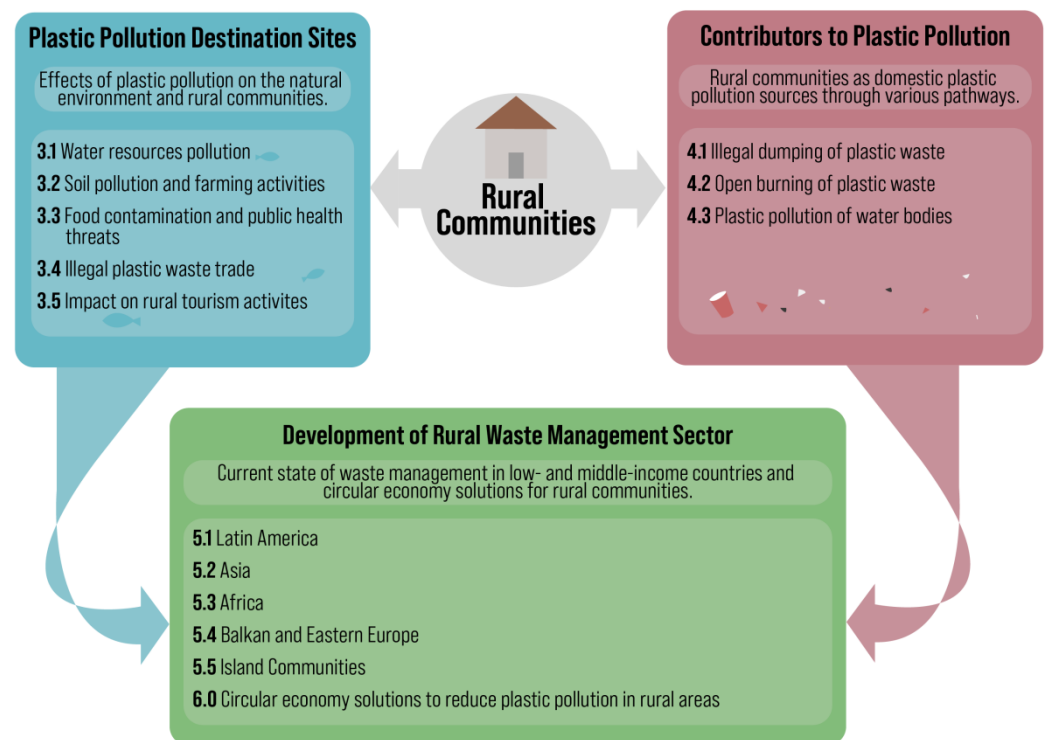 Plastic Pollution Destination Sites
Effects of plastic pollution on the natural
environment and rural communities.
3.1 Water resources pollution
3.2 Soil pollution and farming activities
3.3 Food contamination and public health
threats
3.4 Illegal plastic waste trade
3.5 Impact on rural tourism activites
Rural
Communities
Contributors to Plastic Pollution
Rural communities as domestic plastic
pollution sources through various pathways.
4.1 Illegal dumping of plastic waste
4.2 Open burning of plastic waste
4.3 Plastic pollution of water bodies
Development of Rural Waste Management Sector
Current state of waste management in low- and middle-income countries and
circular economy solutions for rural communities.
5.1 Latin America
5.2 Asia
5.3 Africa
5.4 Balkan and Eastern Europe
5.5 Island Communities
6.0 Circular economy solutions to reduce plastic pollution in rural areas